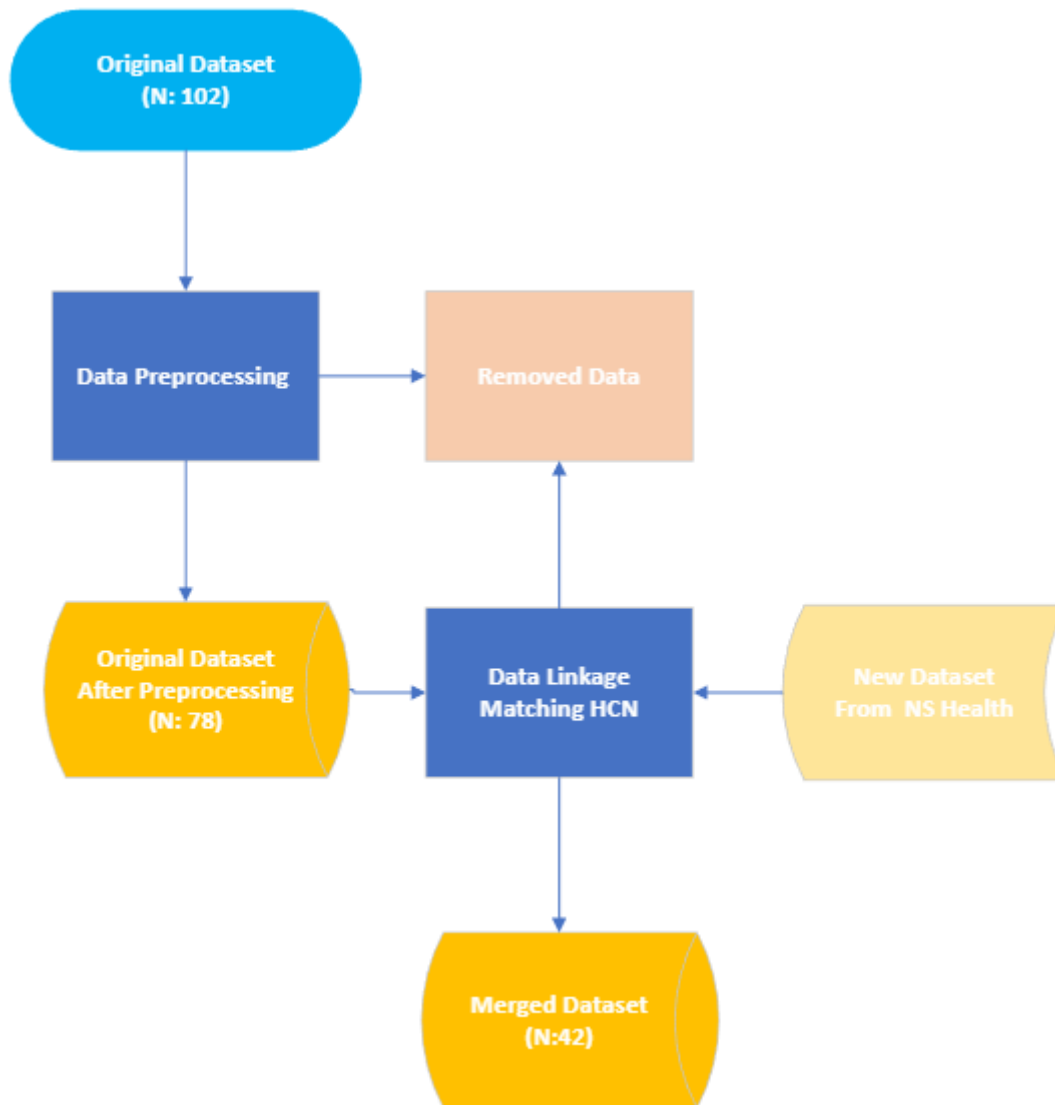 Original Dataset
(N: 102)
Data Preprocessing
Removed Data
Original Dataset
After Preprocessing
(N: 78)
Data Linkage
Matching HCN
New Dataset
From NS Health
Merged Dataset
(N:42)